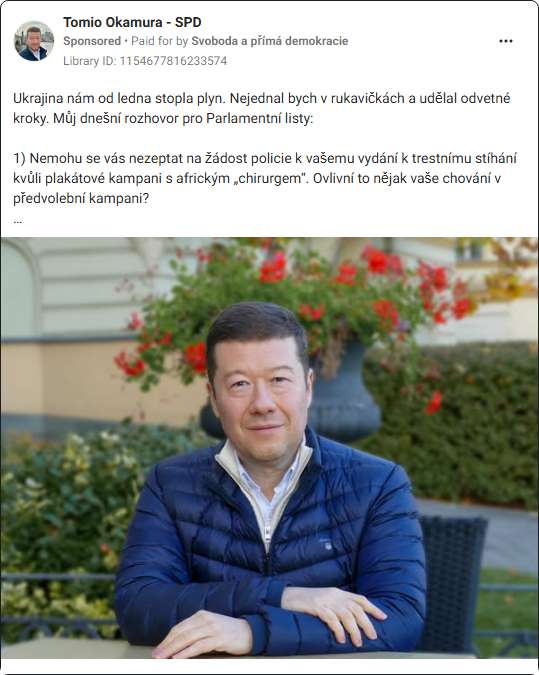 Tomio Okamura - SPD
Sponsored • Paid for by Svoboda a přímá demokracie
Library ID: 1154677816233574
Ukrajina nám od ledna stopla plyn. Nejednal bych v rukavičkách a udělal odvetné
kroky. Můj dnešní rozhovor pro Parlamentní listy:
1) Nemohu se vás nezeptat na žádost policie k vašemu vydání k trestnímu stíhání
kvůli plakátové kampani s africkým „chirurgem“. Ovlivní to nějak vaše chování v
předvolební kampani?
...